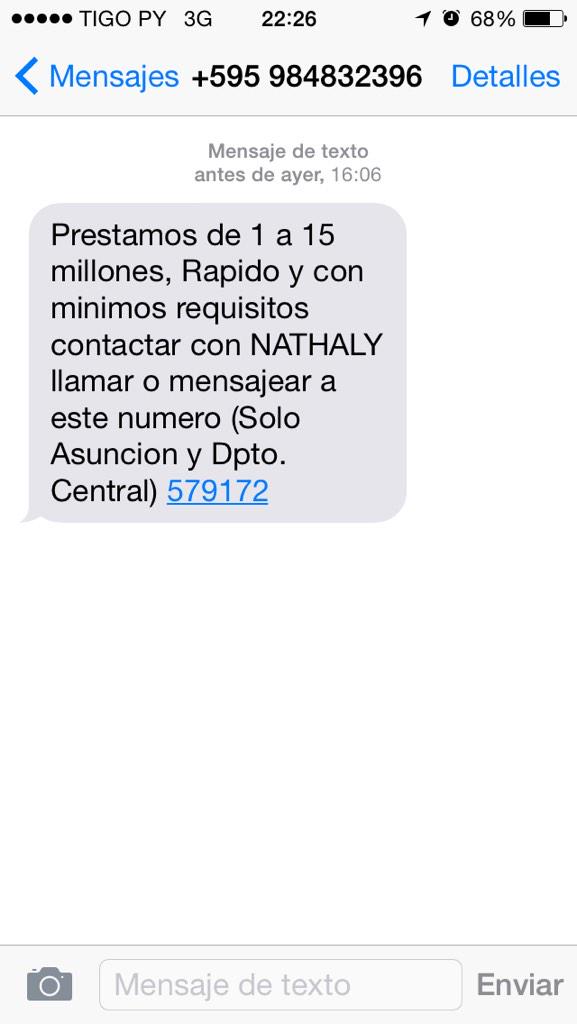 TIGO PY 3G 22:26 68%
Mensajes +595 984832396 Detalles
Mensaje de texto
antes de ayer, 16:06
Prestamos de 1 a 15
millones, Rapido y con
minimos requisitos
contactar con NATHALY
llamar o mensajear a
este numero (Solo
Asuncion y Dpto.
Central) 579172
Mensaje de texto Enviar